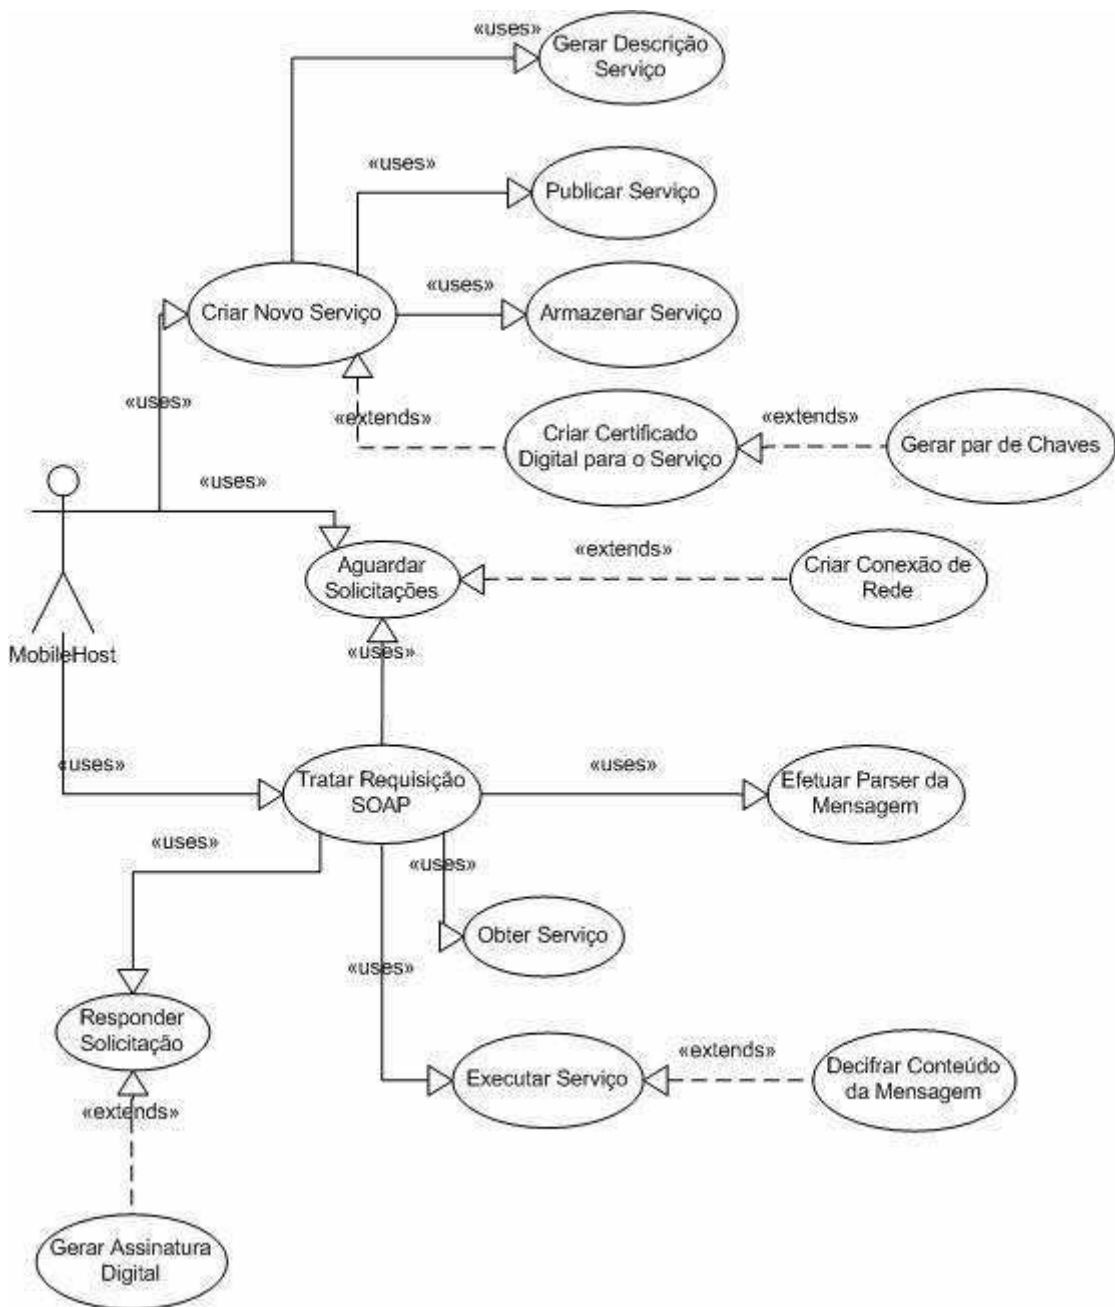 «uses»
Gerar Descrição
Serviço
«uses»
Publicar Serviço
«uses»
Criar Novo Serviço
Armazenar Serviço
«uses»
«extends»
Criar Certificado
Digital para o Serviço
«extends»
Gerar par de Chaves
«uses»
Aguardar
Solicitações
«extends»
Criar Conexão de
Rede
MobileHost
«uses»
«uses»
Tratar Requisição
SOAP
«uses»
Efetuar Parser da
Mensagem
«uses»
«uses»
Obter Serviço
«uses»
Responder
Solicitação
Executar Serviço
«extends»
Decifrar Conteúdo
da Mensagem
«extends»
Gerar Assinatura
Digital